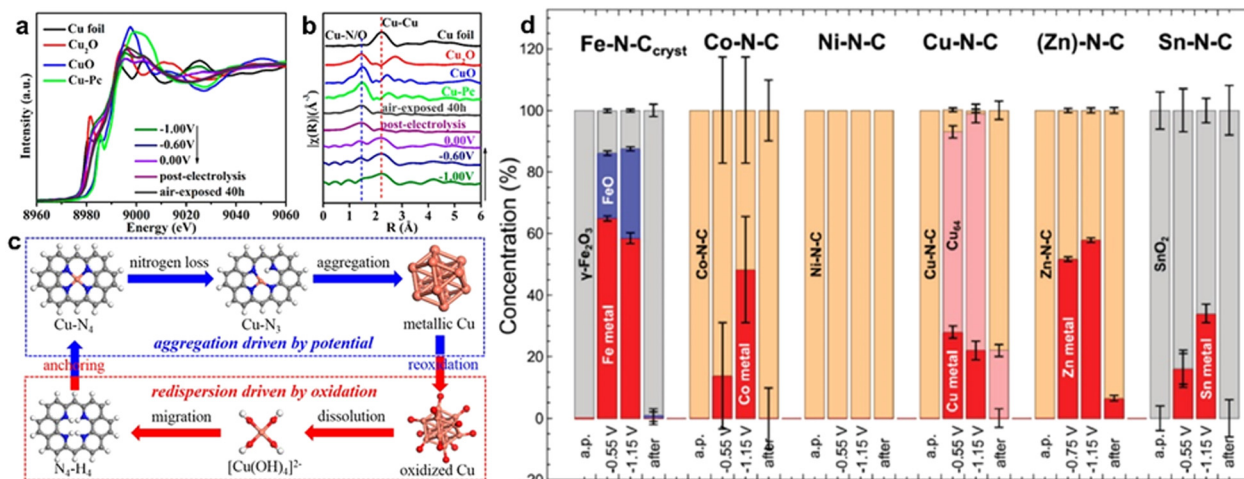 a
Cu foil
Cu2O
CuO
Cu-Pc
-1.00V
-0.60V
0.00V
post-electrolysis
air-exposed 40h
Intensity (a.u.)
8960 8980 9000 9020 9040 9060
Energy (eV)
b
Cu-Cu
Cu-N/O
Cu foil
Cu2O
CuO
Cu-Pc
air-exposed 40h
post-electrolysis
0.00V
-0.60V
-1.00V
|χ(R)|(Å-3)
0 1 2 3 4 5 6
R (Å)
c
nitrogen loss
aggregation
Cu-N4
Cu-N3
metallic Cu
aggregation driven by potential
anchoring
reoxidation
redispersion driven by oxidation
migration
dissolution
N4-H4
[Cu(OH)4]2-
oxidized Cu
d
Fe-N-Ccryst
Co-N-C
Ni-N-C
Cu-N-C
(Zn)-N-C
Sn-N-C
Concentration (%)
120
100
80
60
40
20
0
20
γ-Fe2O3
Fe metal
FeO
Co-N-C
Co metal
Ni-N-C
Cu-N-C
Cu metal
Cu64
Zn-N-C
Zn metal
SnO2
Sn metal
a.p.
-0.55 V
-1.15 V
after
a.p.
-0.55 V
-1.15 V
after
a.p.
-0.55 V
-1.15 V
after
a.p.
-0.55 V
-1.15 V
after
a.p.
-0.75 V
-1.15 V
after
a.p.
-0.55 V
-1.15 V
after